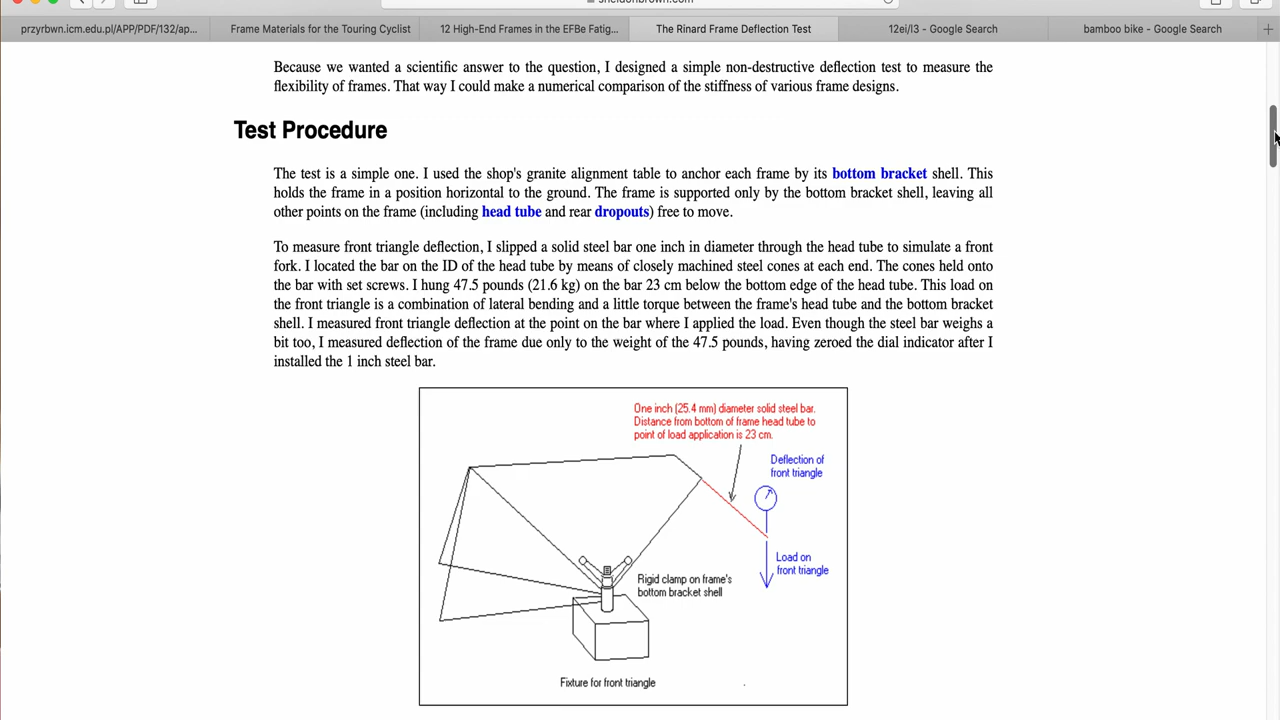 przyrbwn.icm.edu.pl/APP/PDF/132/ap...
Frame Materials for the Touring Cyclist
12 High-End Frames in the EFBe Fatig...
The Rinard Frame Deflection Test
12ei/l3 - Google Search
bamboo bike - Google Search
Because we wanted a scientific answer to the question, I designed a simple non-destructive deflection test to measure the
flexibility of frames. That way I could make a numerical comparison of the stiffness of various frame designs.
Test Procedure
The test is a simple one. I used the shop's granite alignment table to anchor each frame by its bottom bracket shell. This
holds the frame in a position horizontal to the ground. The frame is supported only by the bottom bracket shell, leaving all
other points on the frame (including head tube and rear dropouts) free to move.
To measure front triangle deflection, I slipped a solid steel bar one inch in diameter through the head tube to simulate a front
fork. I located the bar on the ID of the head tube by means of closely machined steel cones at each end. The cones held onto
the bar with set screws. I hung 47.5 pounds (21.6 kg) on the bar 23 cm below the bottom edge of the head tube. This load on
the front triangle is a combination of lateral bending and a little torque between the frame's head tube and the bottom bracket
shell. I measured front triangle deflection at the point on the bar where I applied the load. Even though the steel bar weighs a
bit too, I measured deflection of the frame due only to the weight of the 47.5 pounds, having zeroed the dial indicator after I
installed the 1 inch steel bar.
One inch (25.4 mm) diameter solid steel bar.
Distance from bottom of frame head tube to
point of load application is 23 cm.
Deflection of
front triangle
Load on
front triangle
Rigid clamp on frame's
bottom bracket shell
Fixture for front triangle